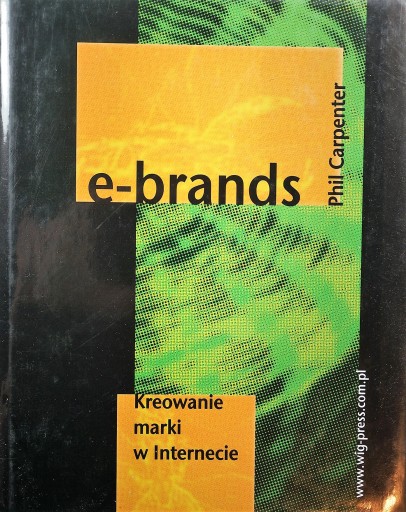 e-brands
Phil Carpenter
Kreowanie
marki
w Internecie
www.wig-press.com.pl